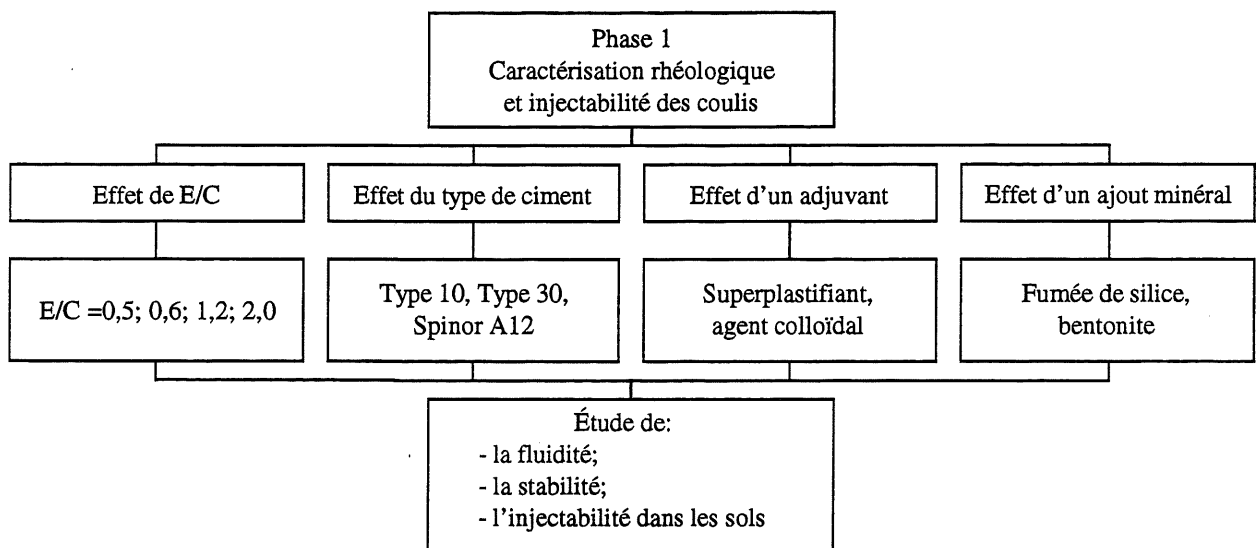 Phase 1
Caractérisation rhéologique
et injectabilité des coulis
Effet de E/C
Effet du type de ciment
Effet d'un adjuvant
Effet d'un ajout minéral
E/C =0,5; 0,6; 1,2; 2,0
Type 10, Type 30,
Spinor A12
Superplastifiant,
agent colloïdal
Fumée de silice,
bentonite
Étude de:
- la fluidité;
- la stabilité;
- l'injectabilité dans les sols